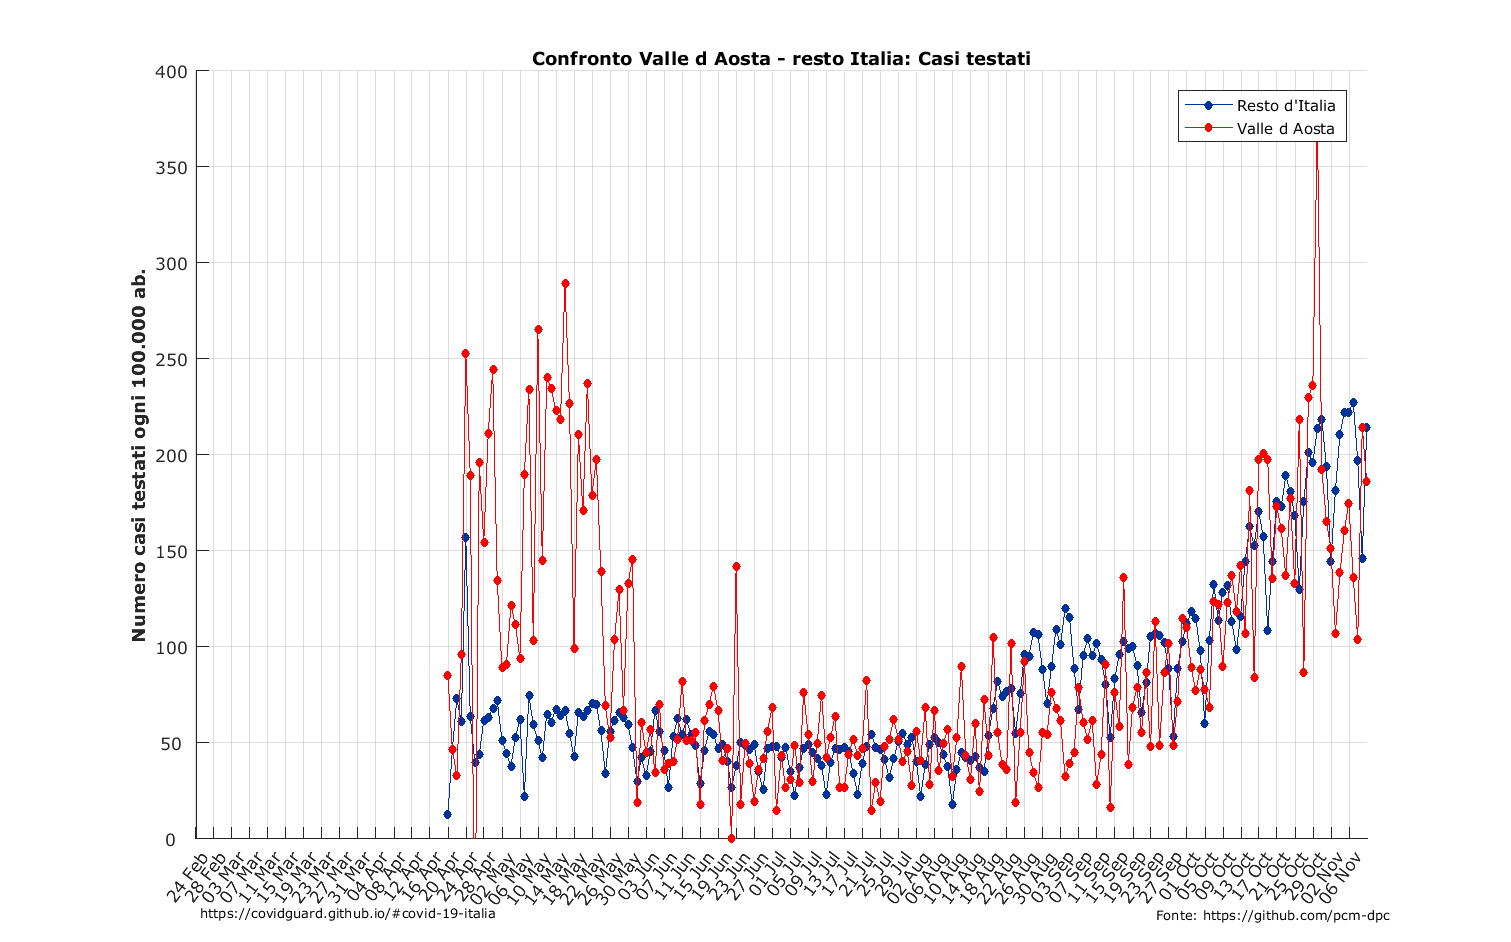 Confronto Valle d Aosta - resto Italia: Casi testati
Resto d'Italia
Valle d Aosta
Numero casi testati ogni 100.000 ab.
400
350
300
250
200
150
100
50
0
24 Feb
28 Feb
03 Mar
07 Mar
11 Mar
15 Mar
19 Mar
23 Mar
27 Mar
31 Mar
04 Apr
08 Apr
12 Apr
16 Apr
20 Apr
24 Apr
28 Apr
02 May
06 May
10 May
14 May
18 May
22 May
26 May
30 May
03 Jun
07 Jun
11 Jun
15 Jun
19 Jun
23 Jun
27 Jun
01 Jul
05 Jul
09 Jul
13 Jul
17 Jul
21 Jul
25 Jul
29 Jul
02 Aug
06 Aug
10 Aug
14 Aug
18 Aug
22 Aug
26 Aug
30 Aug
03 Sep
07 Sep
11 Sep
15 Sep
19 Sep
23 Sep
27 Sep
01 Oct
05 Oct
09 Oct
13 Oct
17 Oct
21 Oct
25 Oct
29 Oct
02 Nov
06 Nov
https://covidguard.github.io/#covid-19-italia
Fonte: https://github.com/pcm-dpc